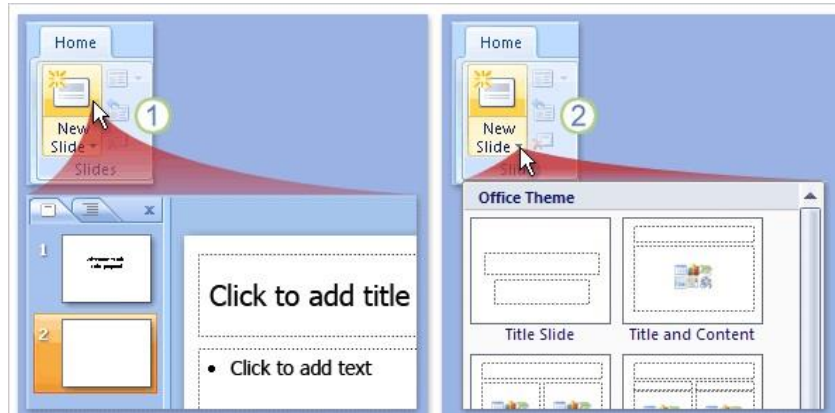 Home
1
New
Slide
Slides
x
1
2
Click to add title
• Click to add text
Home
2
New
Slide
Office Theme
Title Slide
Title and Content